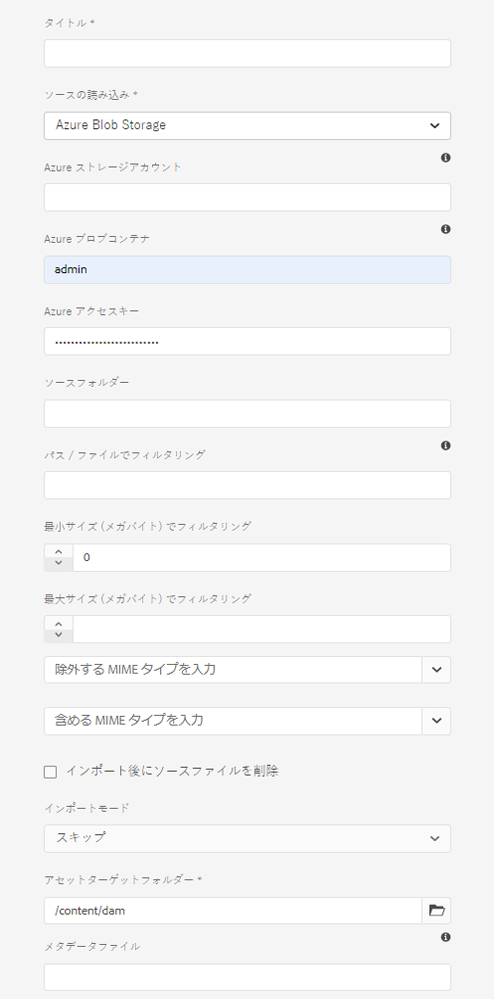 タイトル *
ソースの読み込み *
Azure Blob Storage
Azure ストレージアカウント
Azure ブロブコンテナ
admin
Azure アクセスキー
••••••••••••••••••••••••••
ソースフォルダー
パス / ファイルでフィルタリング
最小サイズ (メガバイト) でフィルタリング
0
最大サイズ (メガバイト) でフィルタリング
除外する MIME タイプを入力
含める MIME タイプを入力
インポート後にソースファイルを削除
インポートモード
スキップ
アセットターゲットフォルダー *
/content/dam
メタデータファイル